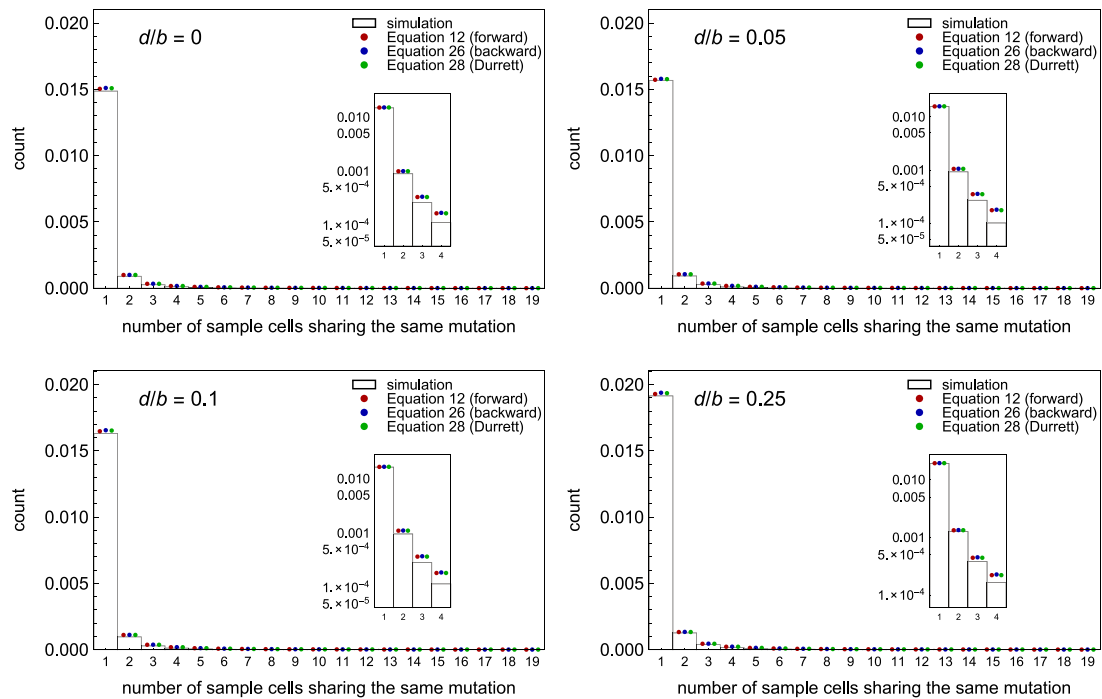 d/b = 0
simulation
Equation 12 (forward)
Equation 26 (backward)
Equation 28 (Durrett)
0.020
0.015
0.010
0.005
0.000
count
0.010
0.005
0.001
5.×10⁻⁴
1.×10⁻⁴
5.×10⁻⁵
1 2 3 4
1 2 3 4 5 6 7 8 9 10 11 12 13 14 15 16 17 18 19
number of sample cells sharing the same mutation
d/b = 0.05
simulation
Equation 12 (forward)
Equation 26 (backward)
Equation 28 (Durrett)
0.020
0.015
0.010
0.005
0.000
count
0.010
0.005
0.001
5.×10⁻⁴
1.×10⁻⁴
5.×10⁻⁵
1 2 3 4
1 2 3 4 5 6 7 8 9 10 11 12 13 14 15 16 17 18 19
number of sample cells sharing the same mutation
d/b = 0.1
simulation
Equation 12 (forward)
Equation 26 (backward)
Equation 28 (Durrett)
0.020
0.015
0.010
0.005
0.000
count
0.010
0.005
0.001
5.×10⁻⁴
1.×10⁻⁴
5.×10⁻⁵
1 2 3 4
1 2 3 4 5 6 7 8 9 10 11 12 13 14 15 16 17 18 19
number of sample cells sharing the same mutation
d/b = 0.25
simulation
Equation 12 (forward)
Equation 26 (backward)
Equation 28 (Durrett)
0.020
0.015
0.010
0.005
0.000
count
0.010
0.005
0.001
5.×10⁻⁴
1.×10⁻⁴
1 2 3 4
1 2 3 4 5 6 7 8 9 10 11 12 13 14 15 16 17 18 19
number of sample cells sharing the same mutation